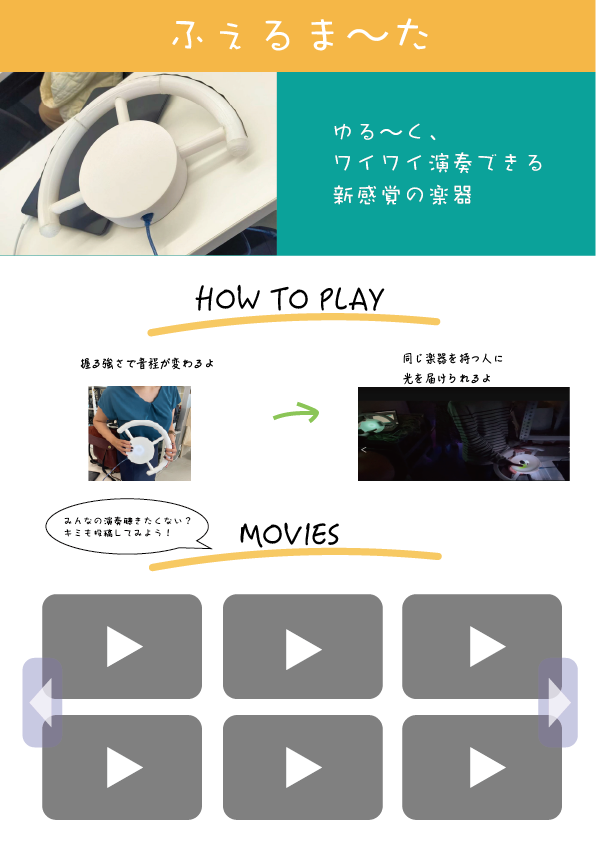 ふぇるま〜た
ゆる〜く、
ワイワイ演奏できる
新感覚の楽器
HOW TO PLAY
握る強さで音程が変わるよ
同じ楽器を持つ人に
光を届けられるよ
みんなの演奏聴きたくない？
キミも投稿してみよう！
MOVIES